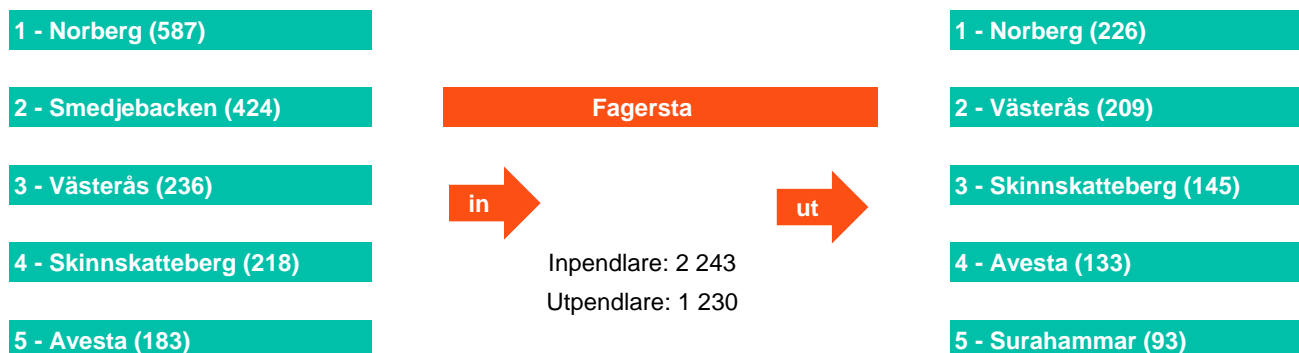 1 - Norberg (587)
2 - Smedjebacken (424)
3 - Västerås (236)
4 - Skinnskatteberg (218)
5 - Avesta (183)
Fagersta
in
ut
Inpendlare: 2 243
Utpendlare: 1 230
1 - Norberg (226)
2 - Västerås (209)
3 - Skinnskatteberg (145)
4 - Avesta (133)
5 - Surahammar (93)